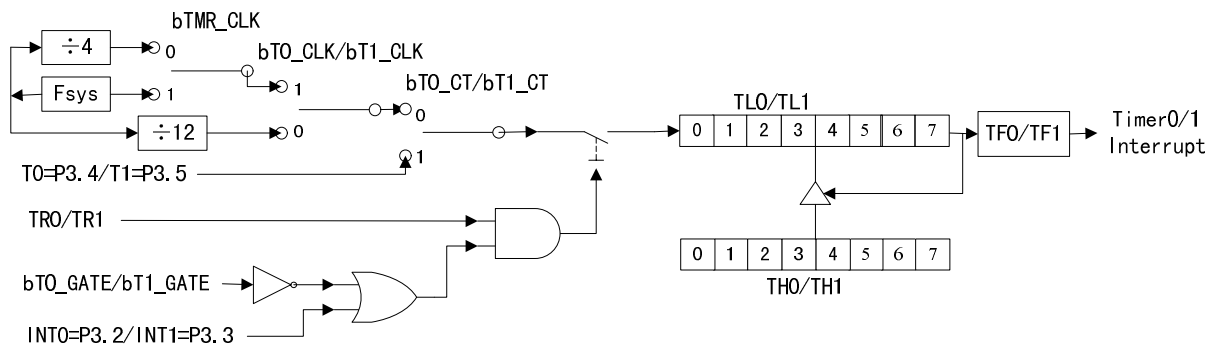 bTMR_CLK
÷4
0
bT0_CLK/bT1_CLK
Fsys
1
1
bT0_CT/bT1_CT
0
÷12
0
TL0/TL1
0 1 2 3 4 5 6 7
TF0/TF1
Timer0/1
Interrupt
1
T0=P3.4/T1=P3.5
TR0/TR1
0 1 2 3 4 5 6 7
TH0/TH1
bT0_GATE/bT1_GATE
INT0=P3.2/INT1=P3.3